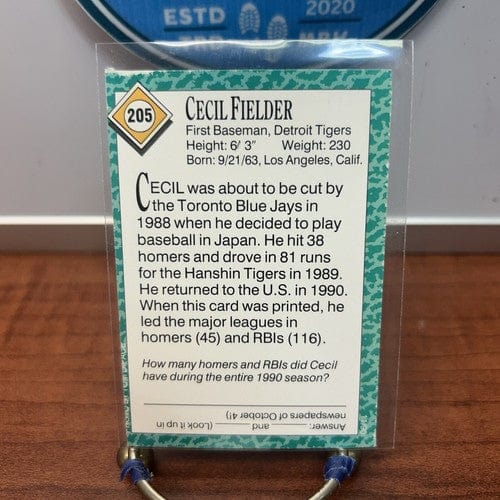 ESTD
2020
205
CECIL FIELDER
First Baseman, Detroit Tigers
Height: 6' 3" Weight: 230
Born: 9/21/63, Los Angeles, Calif.
CECIL was about to be cut by
the Toronto Blue Jays in
1988 when he decided to play
baseball in Japan. He hit 38
homers and drove in 81 runs
for the Hanshin Tigers in 1989.
He returned to the U.S. in 1990.
When this card was printed, he
led the major leagues in
homers (45) and RBIs (116).
How many homers and RBIs did Cecil
have during the entire 1990 season?
Answer: ______ and ______ (Look it up in
newspapers of October 4!)